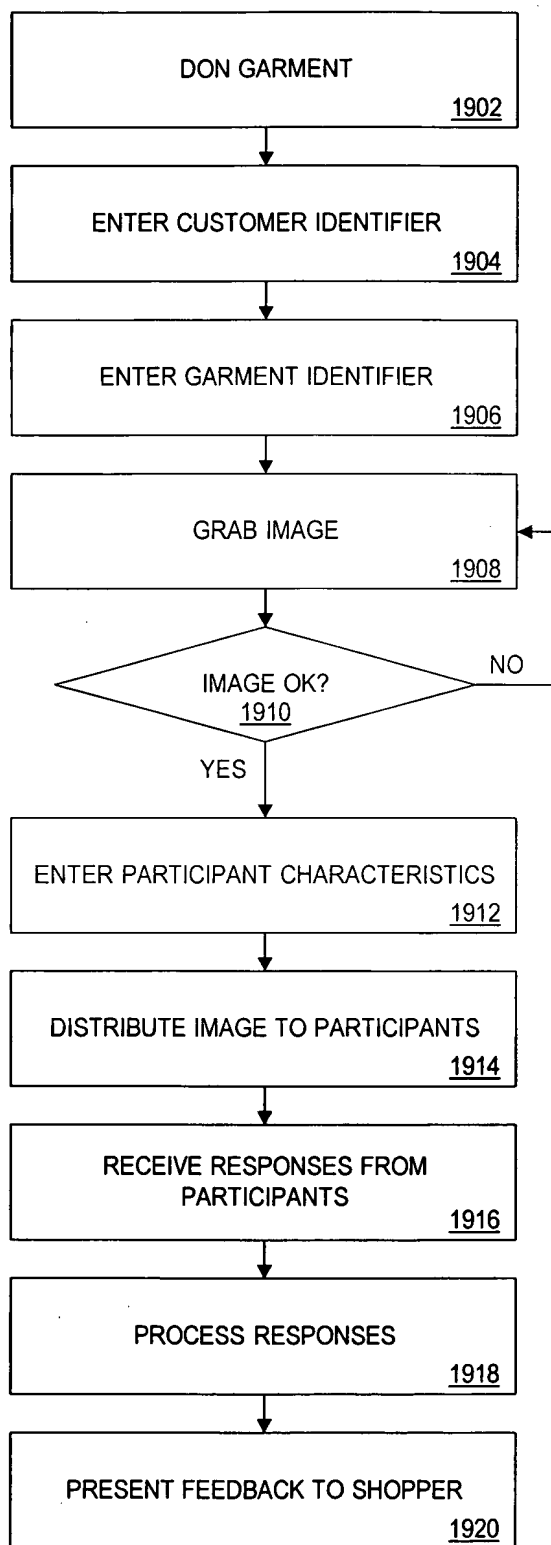 DON GARMENT
1902
ENTER CUSTOMER IDENTIFIER
1904
ENTER GARMENT IDENTIFIER
1906
GRAB IMAGE
1908
IMAGE OK?
1910
NO
YES
ENTER PARTICIPANT CHARACTERISTICS
1912
DISTRIBUTE IMAGE TO PARTICIPANTS
1914
RECEIVE RESPONSES FROM
PARTICIPANTS
1916
PROCESS RESPONSES
1918
PRESENT FEEDBACK TO SHOPPER
1920